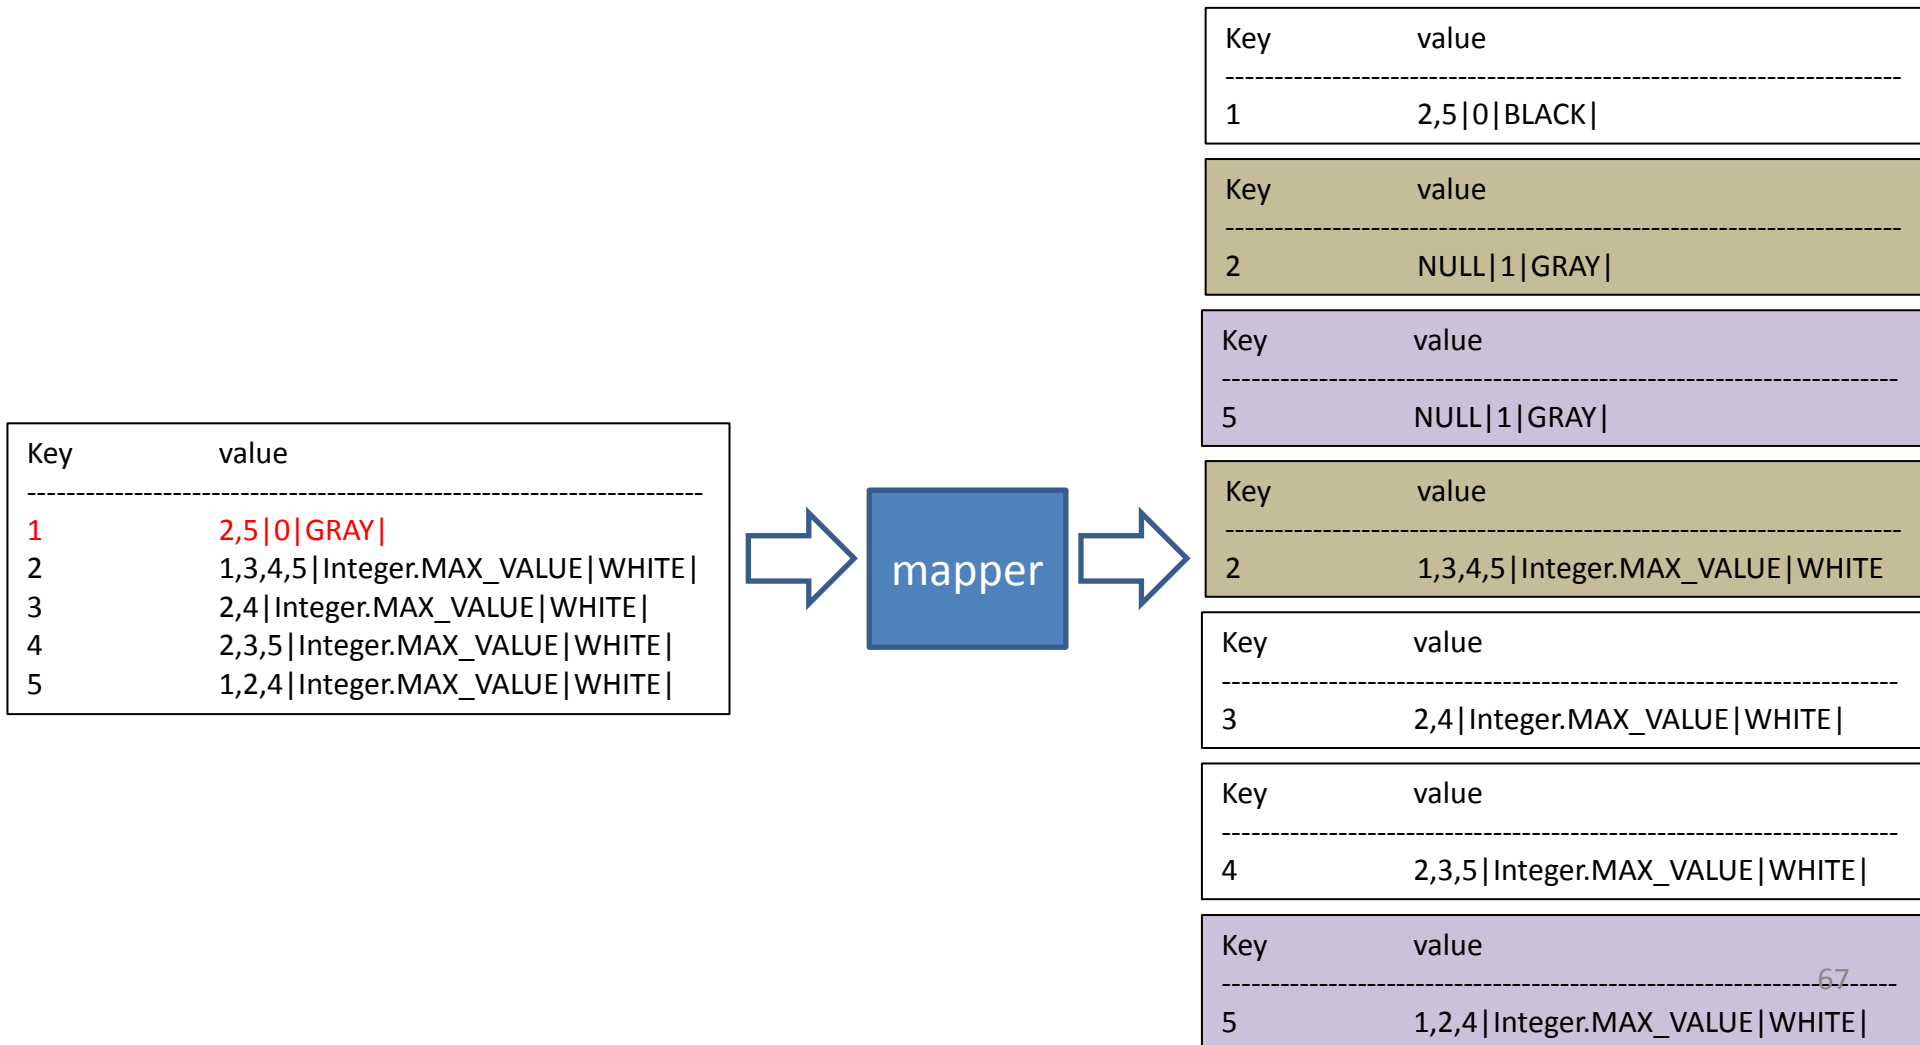 Key value
-----------------------------------------------------------------------
1 2,5|0|GRAY|
2 1,3,4,5|Integer.MAX_VALUE|WHITE|
3 2,4|Integer.MAX_VALUE|WHITE|
4 2,3,5|Integer.MAX_VALUE|WHITE|
5 1,2,4|Integer.MAX_VALUE|WHITE|
mapper
Key value
-----------------------------------------------------------------------
1 2,5|0|BLACK|
Key value
-----------------------------------------------------------------------
2 NULL|1|GRAY|
Key value
-----------------------------------------------------------------------
5 NULL|1|GRAY|
Key value
-----------------------------------------------------------------------
2 1,3,4,5|Integer.MAX_VALUE|WHITE
Key value
-----------------------------------------------------------------------
3 2,4|Integer.MAX_VALUE|WHITE|
Key value
-----------------------------------------------------------------------
4 2,3,5|Integer.MAX_VALUE|WHITE|
Key value
-----------------------------------------------------------------------
67
5 1,2,4|Integer.MAX_VALUE|WHITE|